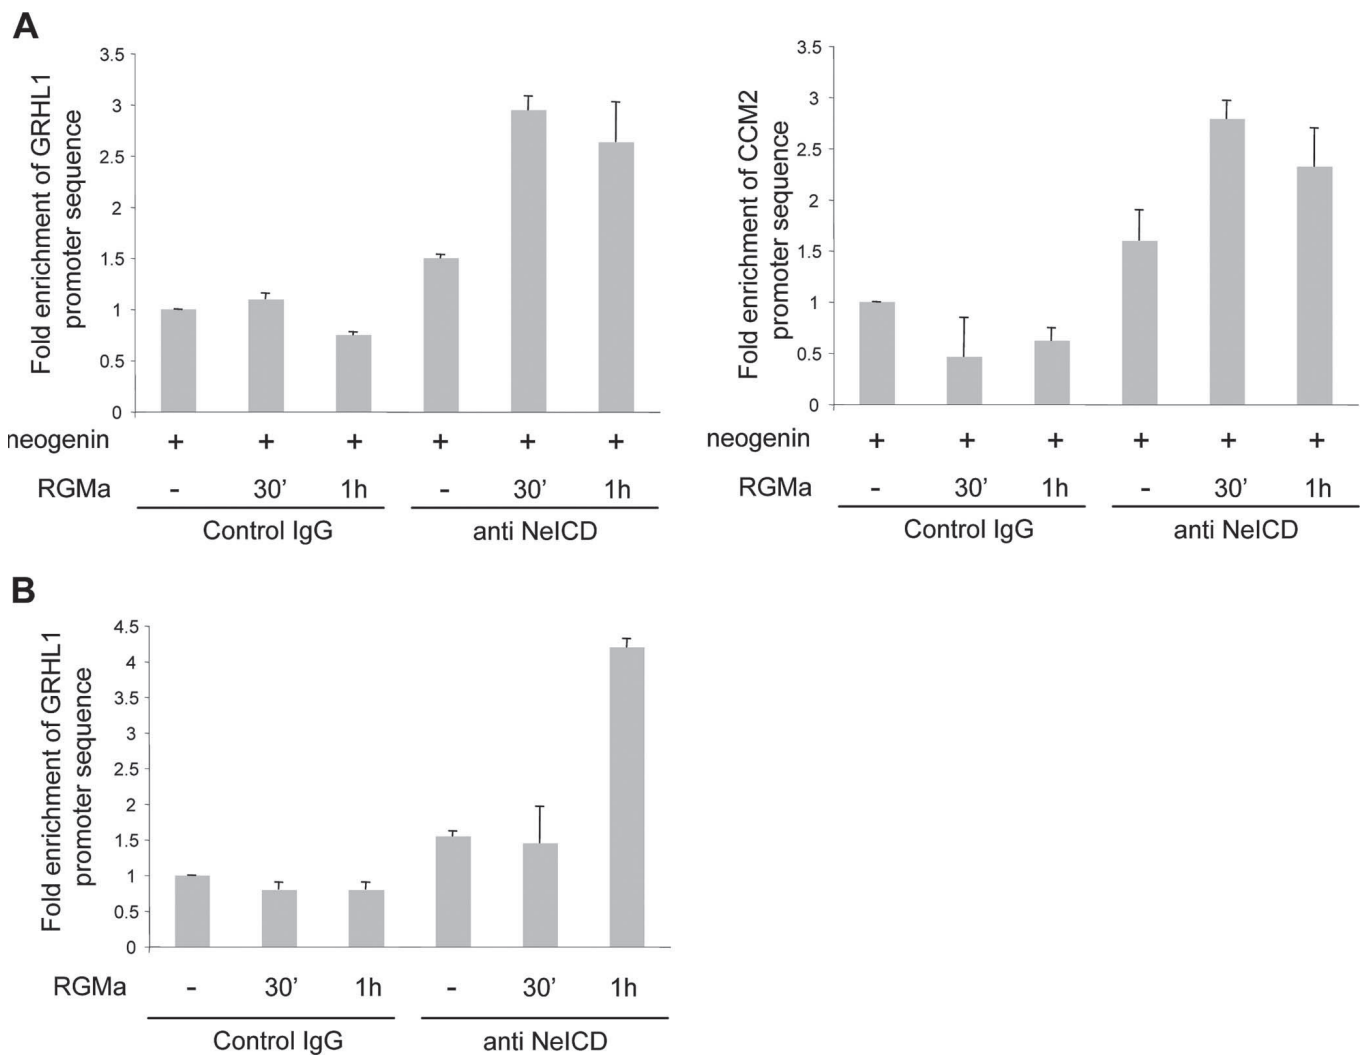 A
Fold enrichment of GRHL1
promoter sequence
3.5
3
2.5
2
1.5
1
0.5
0
neogenin + + + + + +
RGMa - 30' 1h - 30' 1h
Control IgG anti NeICD
Fold enrichment of CCM2
promoter sequence
3.5
3
2.5
2
1.5
1
0.5
0
neogenin + + + + + +
RGMa - 30' 1h - 30' 1h
Control IgG anti NeICD
B
Fold enrichment of GRHL1
promoter sequence
4.5
4
3.5
3
2.5
2
1.5
1
0.5
0
RGMa - 30' 1h - 30' 1h
Control IgG anti NeICD